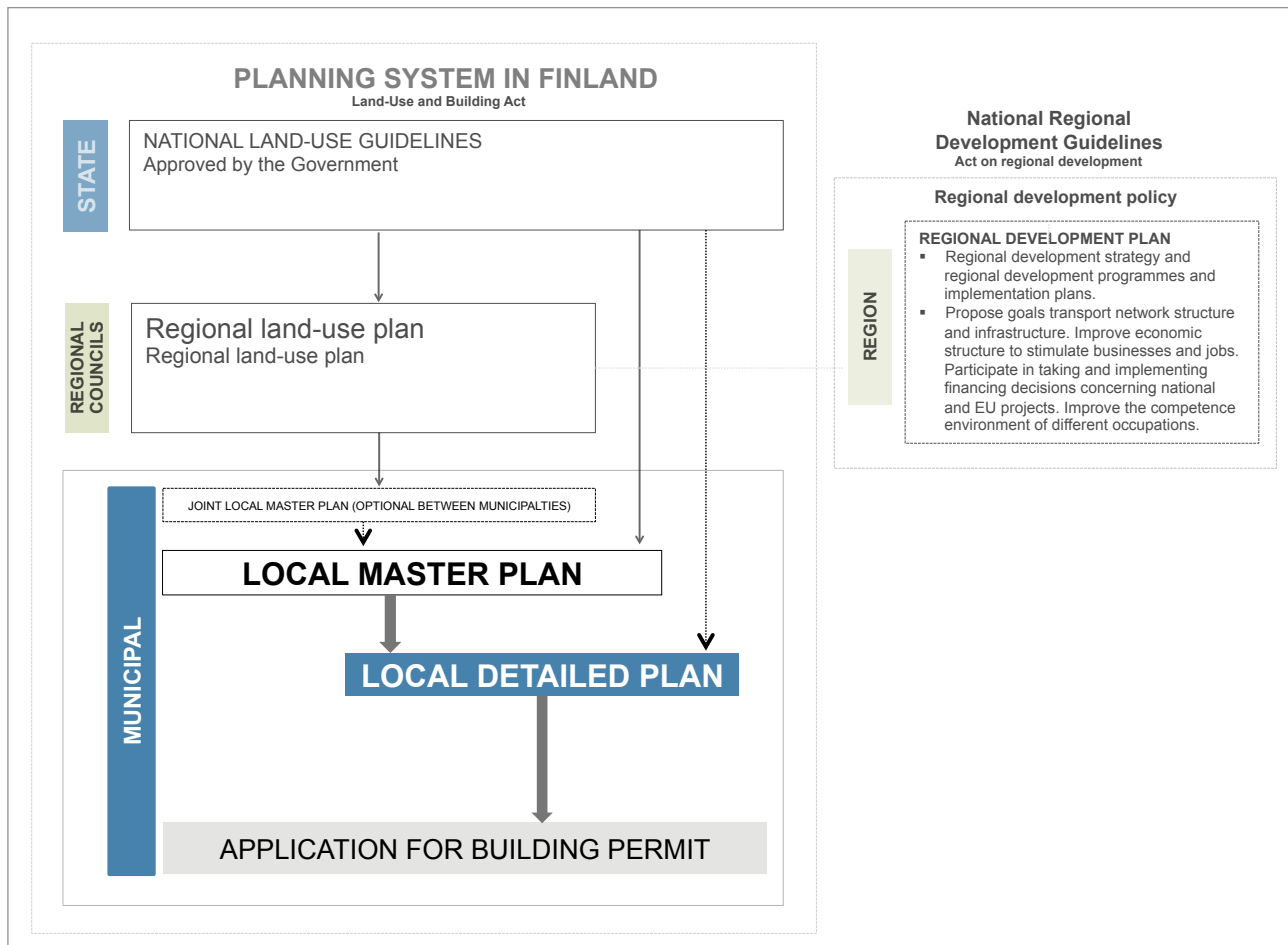 PLANNING SYSTEM IN FINLAND
Land-Use and Building Act
STATE
NATIONAL LAND-USE GUIDELINES
Approved by the Government
REGIONAL
COUNCILS
Regional land-use plan
Regional land-use plan
MUNICIPAL
JOINT LOCAL MASTER PLAN (OPTIONAL BETWEEN MUNICIPALTIES)
LOCAL MASTER PLAN
LOCAL DETAILED PLAN
APPLICATION FOR BUILDING PERMIT
National Regional
Development Guidelines
Act on regional development
Regional development policy
REGION
REGIONAL DEVELOPMENT PLAN
▪ Regional development strategy and
regional development programmes and
implementation plans.
▪ Propose goals transport network structure
and infrastructure. Improve economic
structure to stimulate businesses and jobs.
Participate in taking and implementing
financing decisions concerning national
and EU projects. Improve the competence
environment of different occupations.